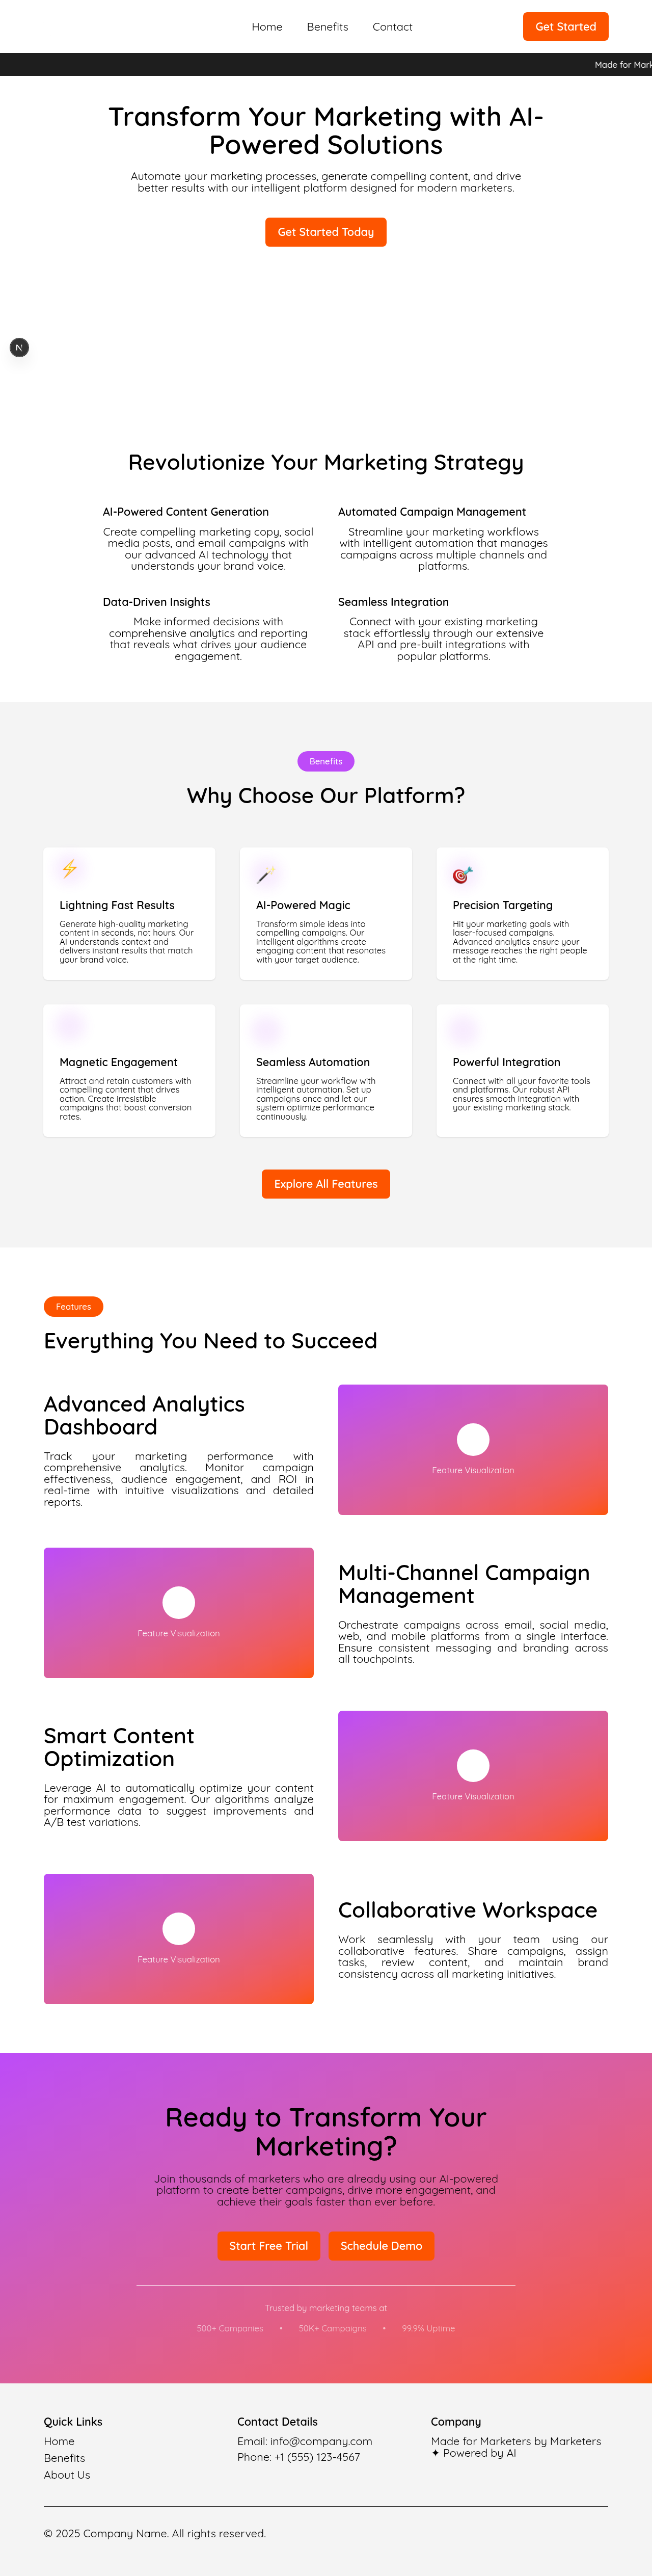 Home Benefits Contact Get Started
Made for Mark
Transform Your Marketing with AI-
Powered Solutions
Automate your marketing processes, generate compelling content, and drive
better results with our intelligent platform designed for modern marketers.
Get Started Today
N
Revolutionize Your Marketing Strategy
AI-Powered Content Generation
Create compelling marketing copy, social
media posts, and email campaigns with
our advanced AI technology that
understands your brand voice.
Automated Campaign Management
Streamline your marketing workflows
with intelligent automation that manages
campaigns across multiple channels and
platforms.
Data-Driven Insights
Make informed decisions with
comprehensive analytics and reporting
that reveals what drives your audience
engagement.
Seamless Integration
Connect with your existing marketing
stack effortlessly through our extensive
API and pre-built integrations with
popular platforms.
Benefits
Why Choose Our Platform?
Lightning Fast Results
Generate high-quality marketing
content in seconds, not hours. Our
AI understands context and
delivers instant results that match
your brand voice.
AI-Powered Magic
Transform simple ideas into
compelling campaigns. Our
intelligent algorithms create
engaging content that resonates
with your target audience.
Precision Targeting
Hit your marketing goals with
laser-focused campaigns.
Advanced analytics ensure your
message reaches the right people
at the right time.
Magnetic Engagement
Attract and retain customers with
compelling content that drives
action. Create irresistible
campaigns that boost conversion
rates.
Seamless Automation
Streamline your workflow with
intelligent automation. Set up
campaigns once and let our
system optimize performance
continuously.
Powerful Integration
Connect with all your favorite tools
and platforms. Our robust API
ensures smooth integration with
your existing marketing stack.
Explore All Features
Features
Everything You Need to Succeed
Advanced Analytics
Dashboard
Track your marketing performance with
comprehensive analytics. Monitor campaign
effectiveness, audience engagement, and ROI in
real-time with intuitive visualizations and detailed
reports.
Feature Visualization
Feature Visualization
Multi-Channel Campaign
Management
Orchestrate campaigns across email, social media,
web, and mobile platforms from a single interface.
Ensure consistent messaging and branding across
all touchpoints.
Smart Content
Optimization
Leverage AI to automatically optimize your content
for maximum engagement. Our algorithms analyze
performance data to suggest improvements and
A/B test variations.
Feature Visualization
Feature Visualization
Collaborative Workspace
Work seamlessly with your team using our
collaborative features. Share campaigns, assign
tasks, review content, and maintain brand
consistency across all marketing initiatives.
Ready to Transform Your
Marketing?
Join thousands of marketers who are already using our AI-powered
platform to create better campaigns, drive more engagement, and
achieve their goals faster than ever before.
Start Free Trial Schedule Demo
Trusted by marketing teams at
500+ Companies • 50K+ Campaigns • 99.9% Uptime
Quick Links
Home
Benefits
About Us
Contact Details
Email: info@company.com
Phone: +1 (555) 123-4567
Company
Made for Marketers by Marketers
✦ Powered by AI
© 2025 Company Name. All rights reserved.